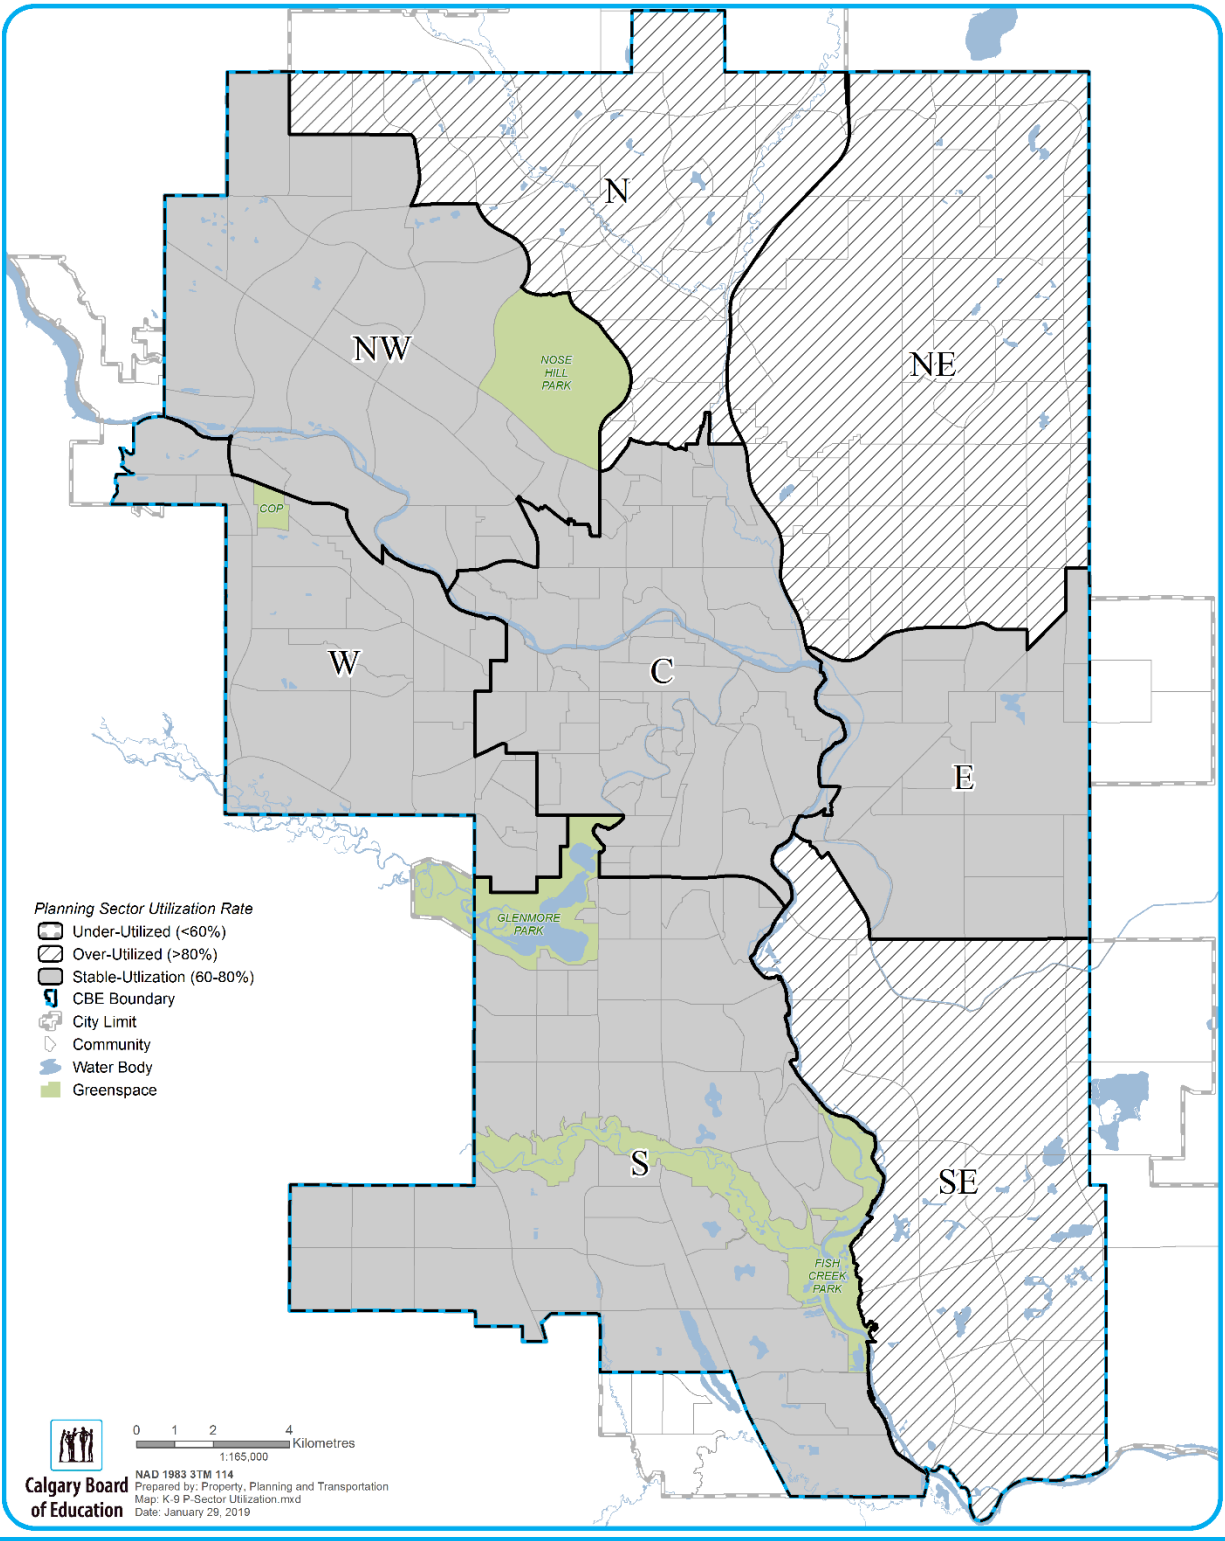 N
NW
NE
NOSE
HILL
PARK
COP
W
C
E
GLENMORE
PARK
S
SE
FISH
CREEK
PARK
Planning Sector Utilization Rate
Under-Utilized (<60%)
Over-Utilized (>80%)
Stable-Utlization (60-80%)
CBE Boundary
City Limit
Community
Water Body
Greenspace
0 1 2 4
Kilometres
1:165,000
Calgary Board
of Education
NAD 1983 3TM 114
Prepared by: Property, Planning and Transportation
Map: K-9 P-Sector Utilization.mxd
Date: January 29, 2019